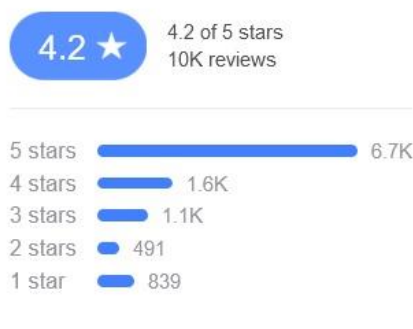 4.2 ★
4.2 of 5 stars
10K reviews
5 stars 6.7K
4 stars 1.6K
3 stars 1.1K
2 stars 491
1 star 839